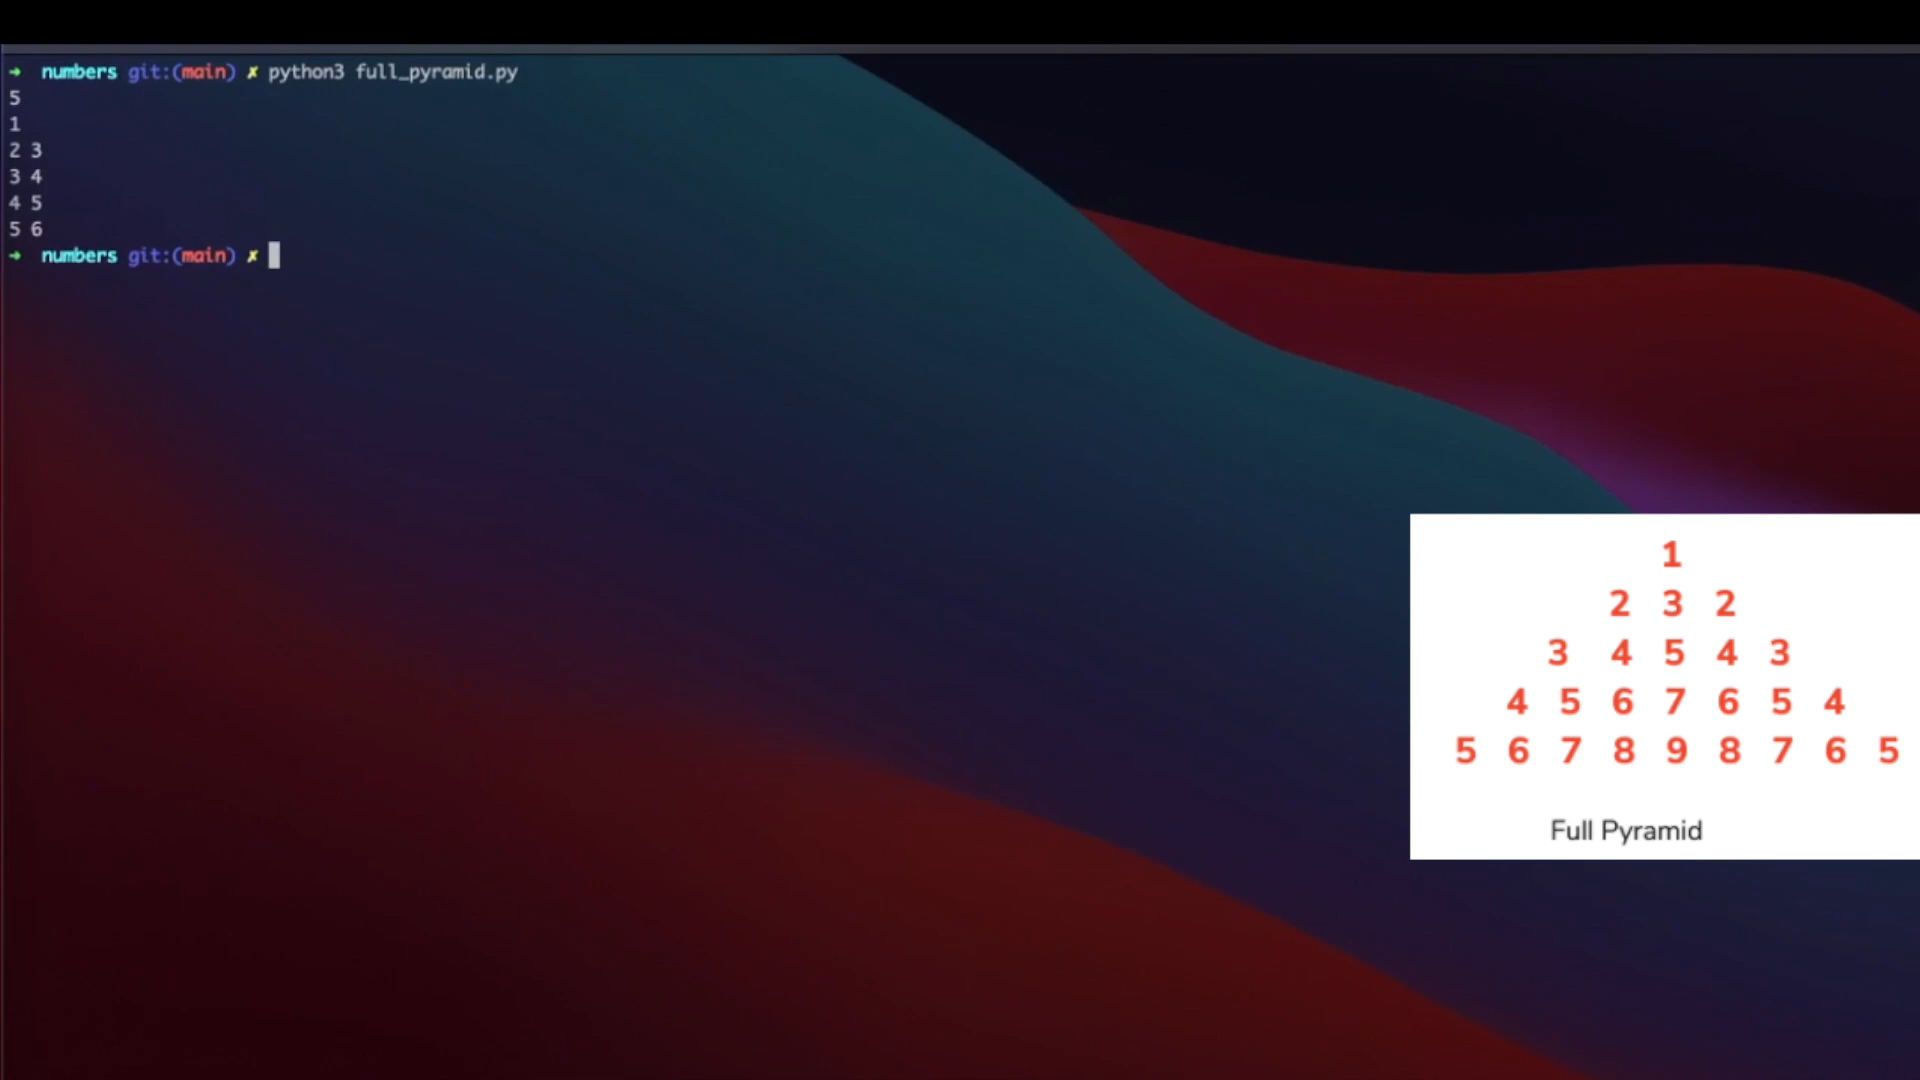 ➜ numbers git:(main) ✗ python3 full_pyramid.py
5
1
2 3
3 4
4 5
5 6
➜ numbers git:(main) ✗
1
2 3 2
3 4 5 4 3
4 5 6 7 6 5 4
5 6 7 8 9 8 7 6 5
Full Pyramid